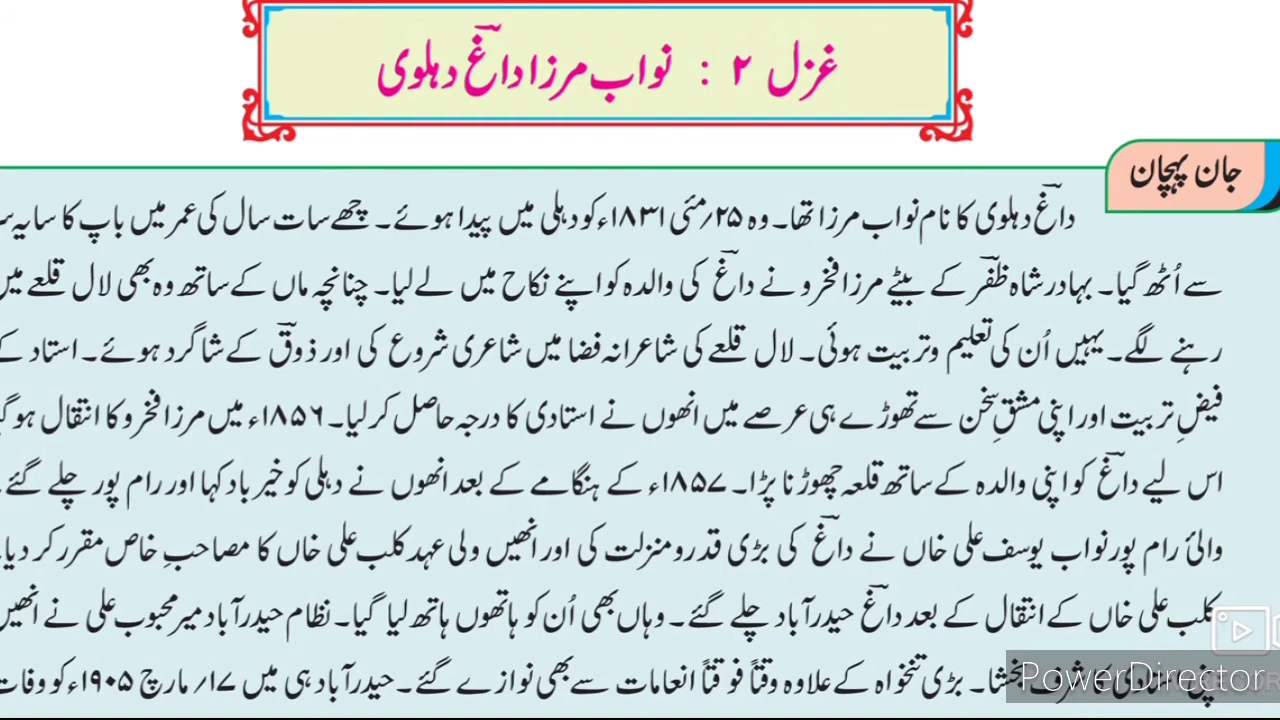 غزل ۲ : نواب مرزا داغؔ دہلوی
جان پہچان
داغؔ دہلوی کا نام نواب مرزا تھا۔ وہ ۲۵؍مئی ۱۸۳۱ء کو دہلی میں پیدا ہوئے۔ چھے سات سال کی عمر میں باپ کا سایہ
سے اُٹھ گیا۔ بہادر شاہ ظفرؔ کے بیٹے مرزا فخرو نے داغؔ کی والدہ کو اپنے نکاح میں لے لیا۔ چنانچہ ماں کے ساتھ وہ بھی لال قلعے میں
رہنے لگے۔ یہیں اُن کی تعلیم و تربیت ہوئی۔ لال قلعے کی شاعرانہ فضا میں شاعری شروع کی اور ذوقؔ کے شاگرد ہوئے۔ استاد کے
فیضِ تربیت اور اپنی مشقِ سخن سے تھوڑے ہی عرصے میں انھوں نے استادی کا درجہ حاصل کر لیا۔ ۱۸۵۶ء میں مرزا فخرو کا انتقال ہو
اس لیے داغؔ کو اپنی والدہ کے ساتھ قلعہ چھوڑنا پڑا۔ ۱۸۵۷ء کے ہنگامے کے بعد انھوں نے دہلی کو خیر باد کہا اور رام پور چلے گئے۔
والیٔ رام پور نواب یوسف علی خاں نے داغؔ کی بڑی قدر و منزلت کی اور انھیں ولی عہد کلب علی خاں کا مصاحبِ خاص مقرر کر دیا۔
کلب علی خاں کے انتقال کے بعد داغؔ حیدرآباد چلے گئے۔ وہاں بھی اُن کو ہاتھوں ہاتھ لیا گیا۔ نظام حیدرآباد میر محبوب علی نے انھیں
استادی کا شرف بخشا۔ بڑی تنخواہ کے علاوہ وقتاً فوقتاً انعامات سے بھی نوازے گئے۔ حیدرآباد ہی میں ۱۷؍ مارچ ۱۹۰۵ء کو وفات
PowerDirector